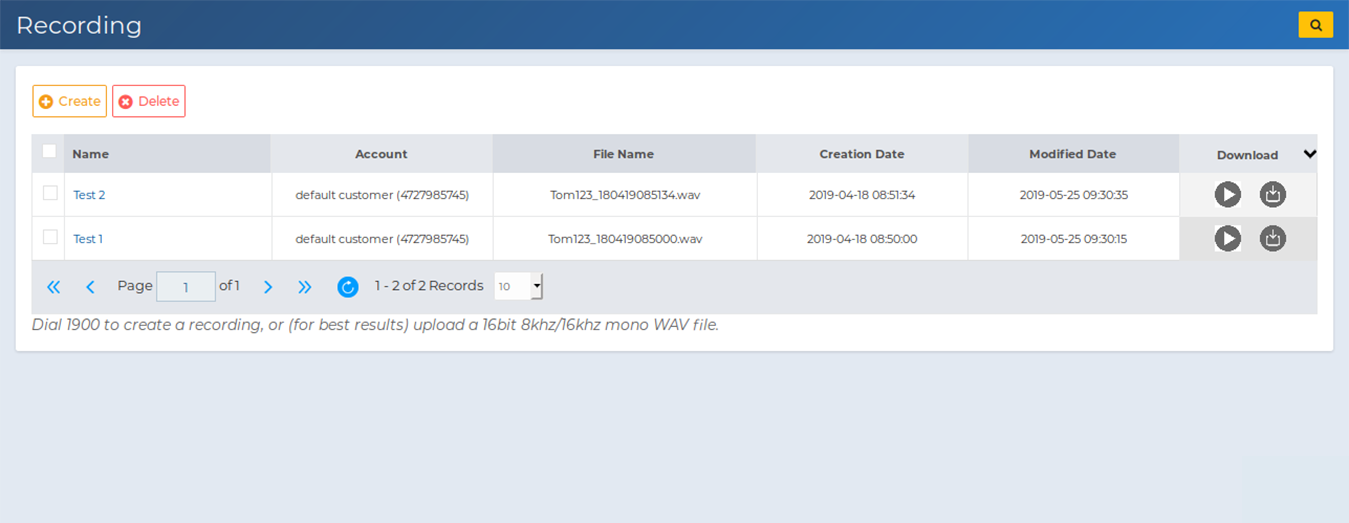 Recording
Create Delete
Name Account File Name Creation Date Modified Date Download
Test 2 default customer (4727985745) Tom123_180419085134.wav 2019-04-18 08:51:34 2019-05-25 09:30:35
Test 1 default customer (4727985745) Tom123_180419085000.wav 2019-04-18 08:50:00 2019-05-25 09:30:15
Page 1 of 1 1 - 2 of 2 Records 10
Dial 1900 to create a recording, or (for best results) upload a 16bit 8khz/16khz mono WAV file.